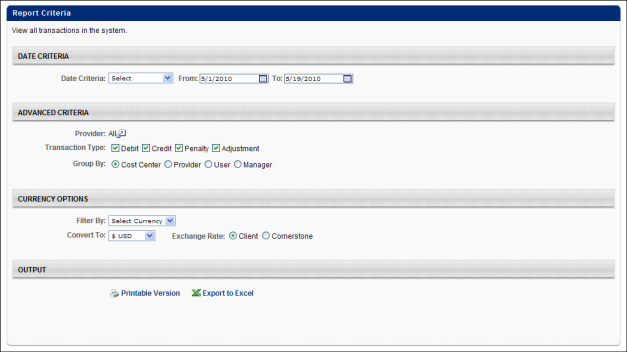 Report Criteria
View all transactions in the system.
DATE CRITERIA
Date Criteria: Select From: 5/1/2010 To: 5/19/2010
ADVANCED CRITERIA
Provider: All
Transaction Type: Debit Credit Penalty Adjustment
Group By: Cost Center Provider User Manager
CURRENCY OPTIONS
Filter By: Select Currency
Convert To: $ USD Exchange Rate: Client Cornerstone
OUTPUT
Printable Version Export to Excel